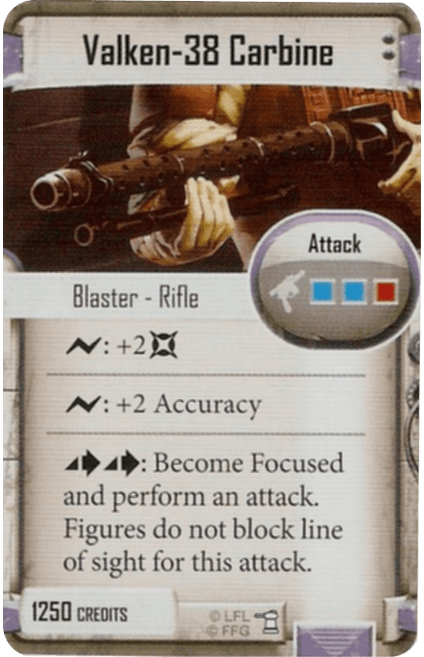 Valken-38 Carbine
Attack
Blaster - Rifle
: +2
: +2 Accuracy
: Become Focused
and perform an attack.
Figures do not block line
of sight for this attack.
1250 CREDITS
© LFL
© FFG